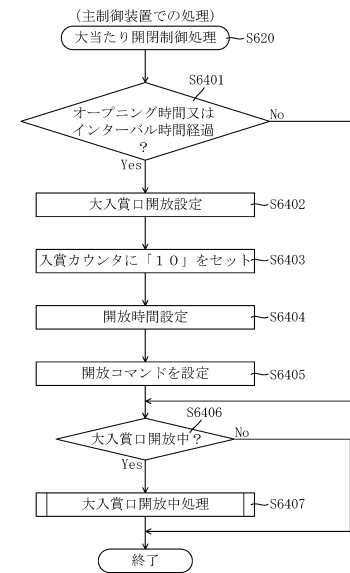 (主制御装置での処理)
大当たり開閉制御処理
S620
S6401
オープニング時間又は
インターバル時間経過
?
No
Yes
大入賞口開放設定
S6402
入賞カウンタに「10」をセット
S6403
開放時間設定
S6404
開放コマンドを設定
S6405
S6406
大入賞口開放中?
No
Yes
大入賞口開放中処理
S6407
終了